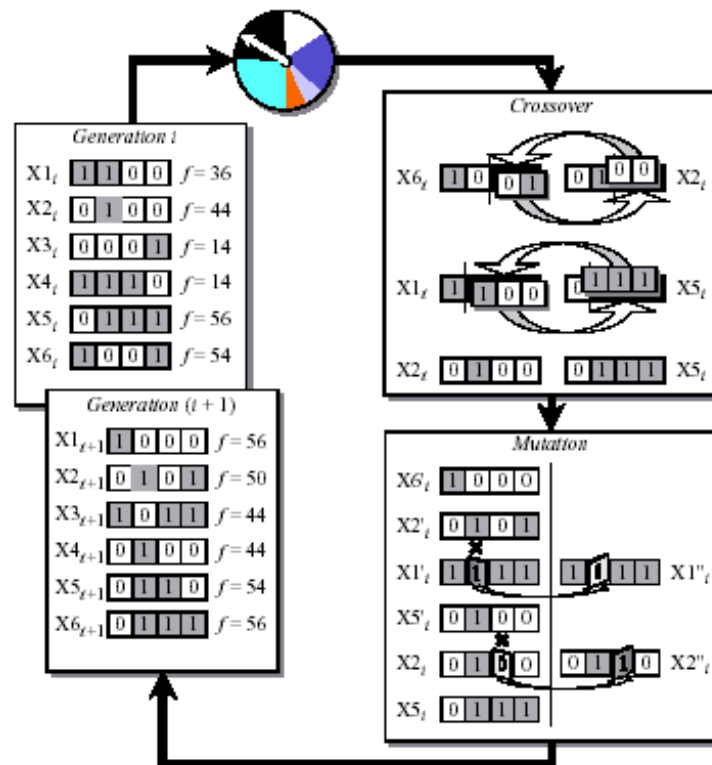 Generation i
X1i 1 1 0 0 f = 36
X2i 0 1 0 0 f = 44
X3i 0 0 0 1 f = 14
X4i 1 1 1 0 f = 14
X5i 0 1 1 1 f = 56
X6i 1 0 0 1 f = 54
Generation (i + 1)
X1i+1 1 0 0 0 f = 56
X2i+1 0 1 0 1 f = 50
X3i+1 1 0 1 1 f = 44
X4i+1 0 1 0 0 f = 44
X5i+1 0 1 1 0 f = 54
X6i+1 0 1 1 1 f = 56
Crossover
X6i 1 0 0 1 0 1 0 0 X2i
X1i 1 1 0 0 0 1 1 1 X5i
X2i 0 1 0 0 0 1 1 1 X5i
Mutation
X6'i 1 0 0 0
X2'i 0 1 0 1
X1'i 1 1 1 1 1 0 1 1 X1"i
X5'i 0 1 0 0
X2i 0 1 0 0 0 1 1 0 X2"i
X5i 0 1 1 1